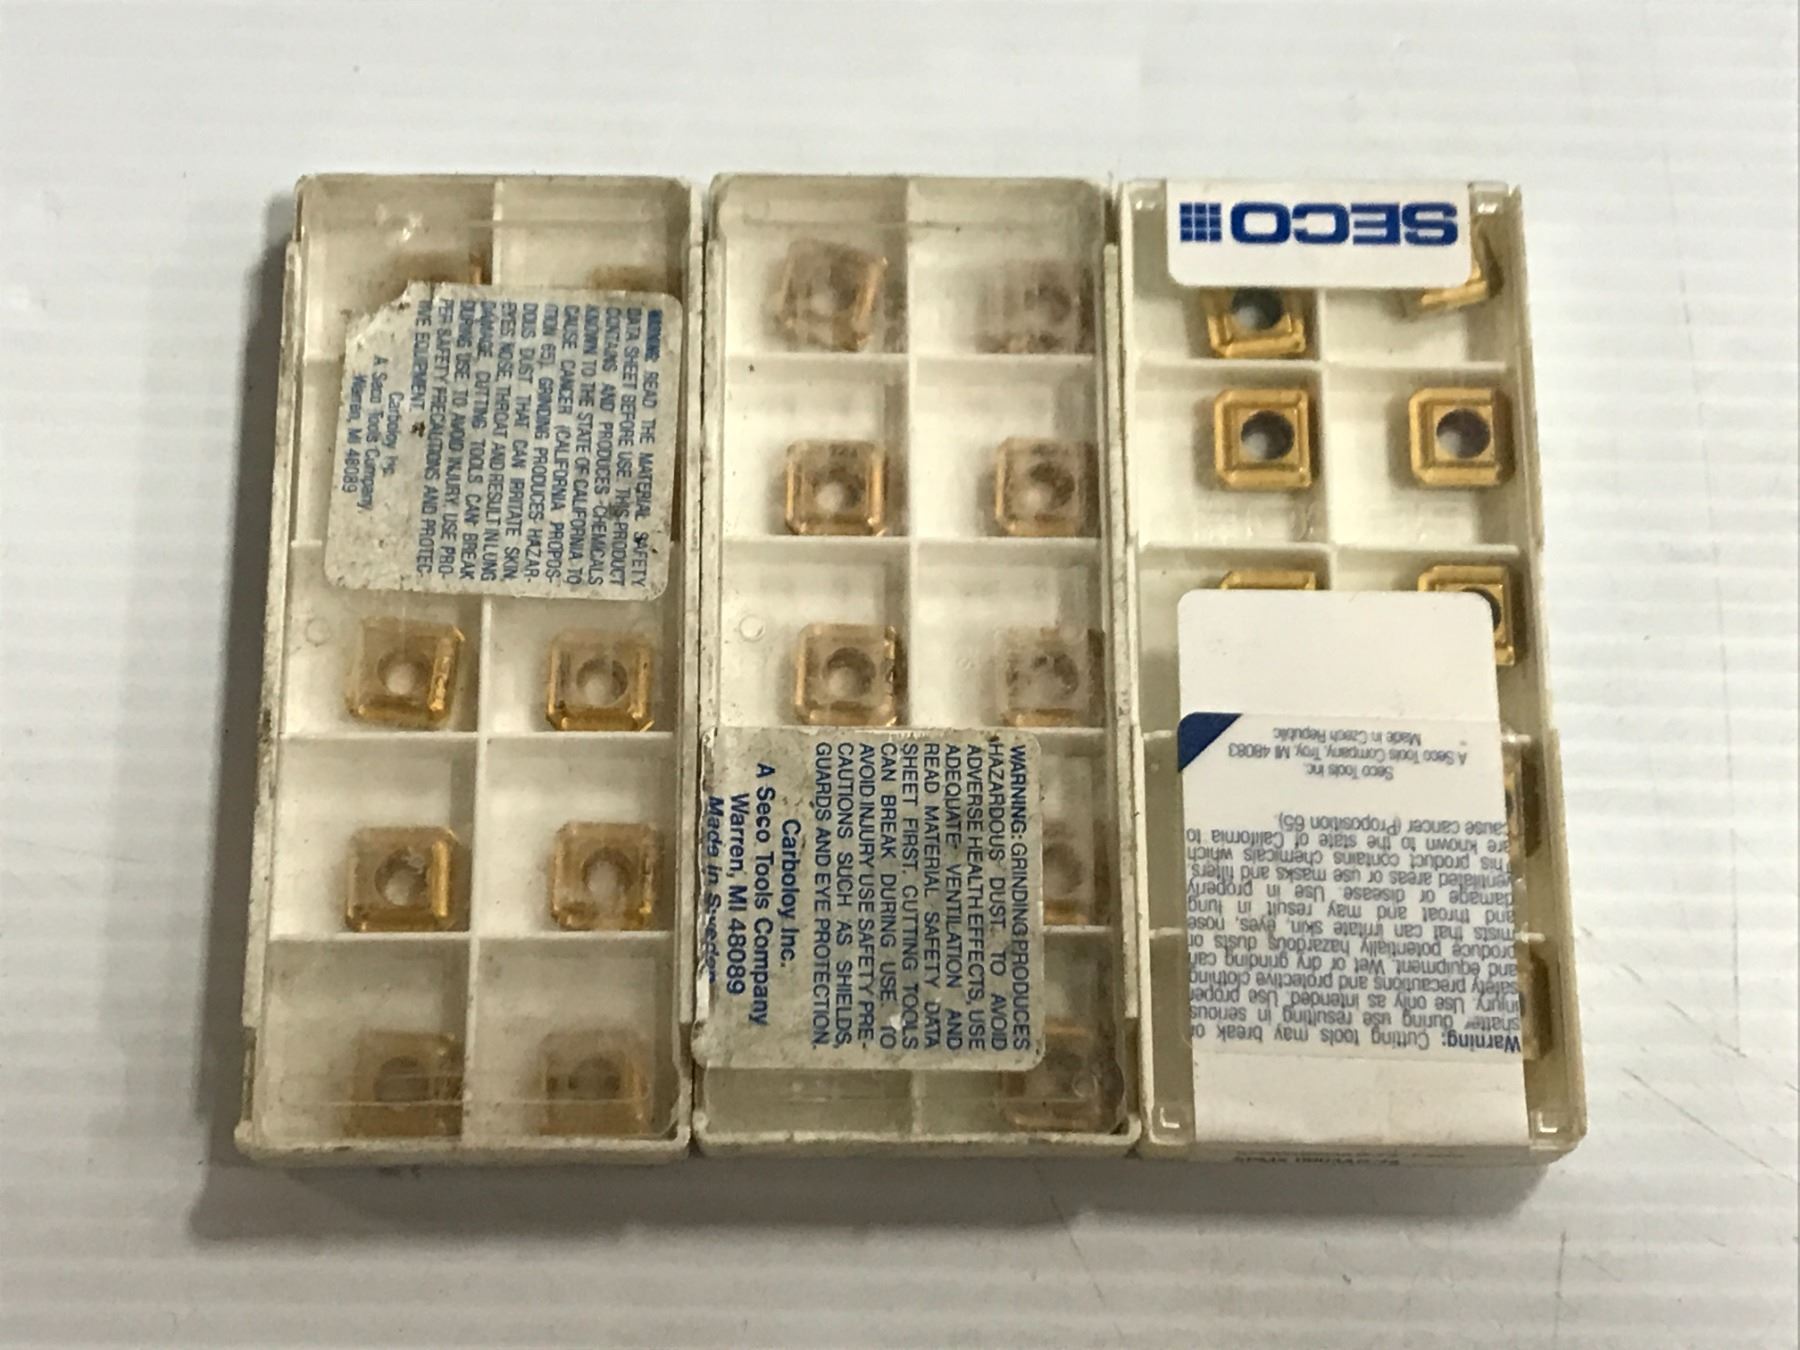 WARNING: READ THE MATERIAL SAFETY
DATA SHEET BEFORE USE. THIS PRODUCT
CONTAINS AND PRODUCES CHEMICALS
KNOWN TO THE STATE OF CALIFORNIA TO
CAUSE CANCER (CALIFORNIA PROPOS-
ITION 65). GRINDING PRODUCES HAZAR-
DOUS DUST THAT CAN IRRITATE SKIN,
EYES, NOSE, THROAT AND RESULT IN LUNG
DAMAGE. CUTTING TOOLS CAN BREAK
DURING USE. TO AVOID INJURY, USE PRO-
PER SAFETY PRECAUTIONS AND PROTEC-
TIVE EQUIPMENT.
Carboloy Inc.
A Seco Tools Company
Warren, MI 48089
WARNING: GRINDING PRODUCES
HAZARDOUS DUST. TO AVOID
ADVERSE HEALTH EFFECTS, USE
ADEQUATE VENTILATION AND
READ MATERIAL SAFETY DATA
SHEET FIRST. CUTTING TOOLS
CAN BREAK DURING USE. TO
AVOID INJURY USE SAFETY PRE-
CAUTIONS SUCH AS SHIELDS,
GUARDS AND EYE PROTECTION.
Carboloy Inc.
A Seco Tools Company
Warren, MI 48089
Made in Sweden
SECO
Warning: Cutting tools may break or
shatter during use resulting in serious
injury. Use only as intended. Use proper
safety precautions and protective clothing
and equipment. Wet or dry grinding can
produce potentially hazardous dusts or
mists that can irritate skin, eyes, nose
and throat and may result in lung
damage or disease. Use in properly
ventilated areas or use masks and filters.
This product contains chemicals which
are known to the state of California to
cause cancer (Proposition 65).
Seco Tools Inc.
A Seco Tools Company, Troy, MI 48083
Made in Czech Republic